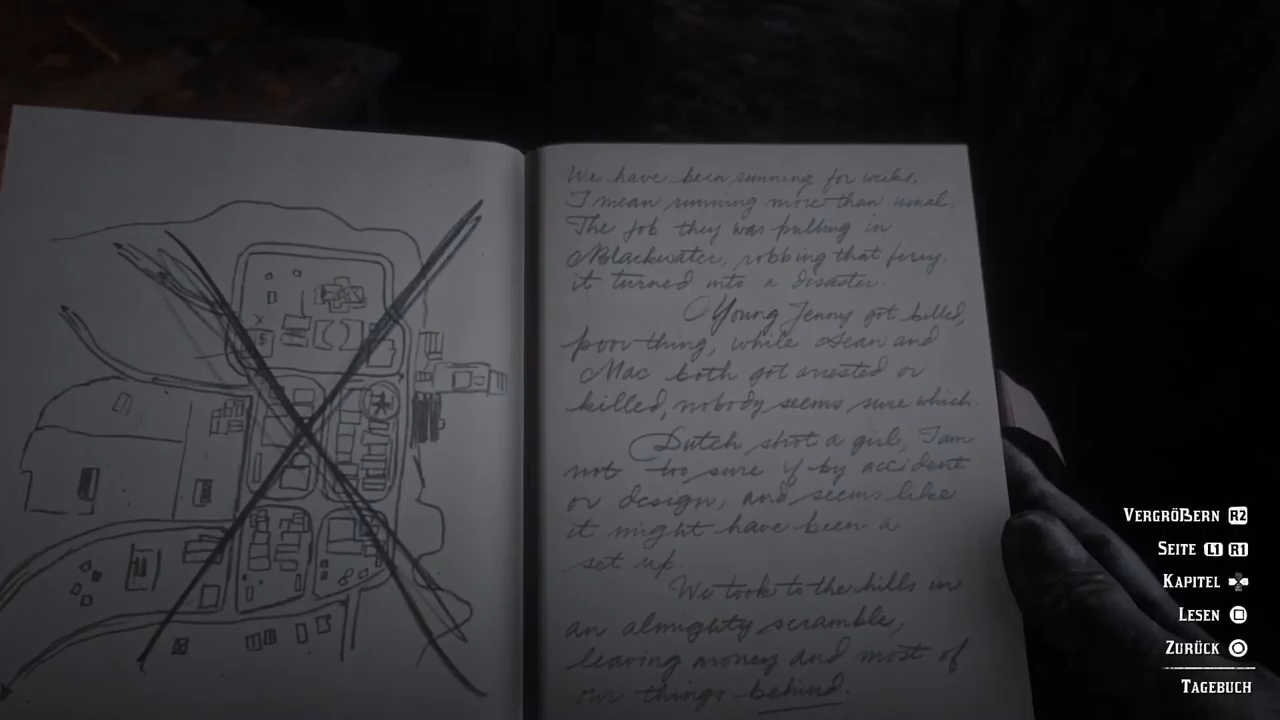 We have been running for weeks,
I mean running more than usual.
The job they was pulling in
Blackwater, robbing that ferry,
it turned into a disaster.
Young Jenny got killed,
poor thing, while Sean and
Mac both got arrested or
killed, nobody seems sure which.
Dutch shot a girl, I am
not too sure if by accident
or design, and seems like
it might have been a
set up.
We took to the hills in
an almighty scramble,
leaving money and most of
our things behind.
$
X
VERGRÖßERN R2
SEITE L1 R1
KAPITEL
LESEN
ZURÜCK
TAGEBUCH